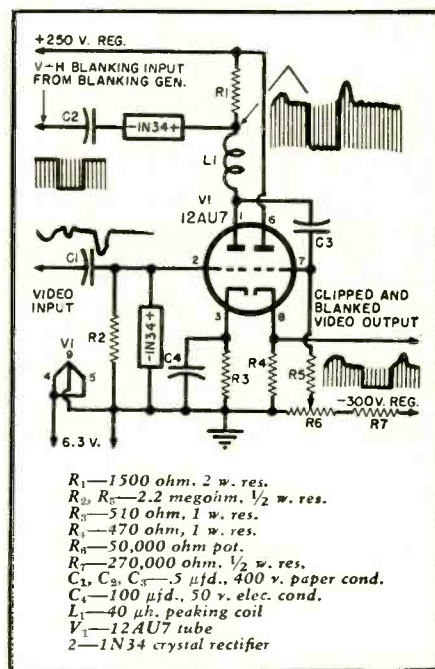 +250 V. REG.
V-H BLANKING INPUT
FROM BLANKING GEN.
R1
C2
-1N34+
L1
V1
12AU7
1
6
C3
C1
2
7
VIDEO
INPUT
CLIPPED AND
BLANKED
VIDEO OUTPUT
R2
-1N34+
3
8
C4
R3
R4
R5
V1
9
4
5
-300V. REG.
R6
R7
6.3 V.
R1—1500 ohm, 2 w. res.
R2, R5—2.2 megohm, ½ w. res.
R3—510 ohm, 1 w. res.
R4—470 ohm, 1 w. res.
R6—50,000 ohm pot.
R7—270,000 ohm, ½ w. res.
C1, C2, C3—.5 µfd., 400 v. paper cond.
C4—100 µfd., 50 v. elec. cond.
L1—40 µh. peaking coil
V1—12AU7 tube
2—1N34 crystal rectifier